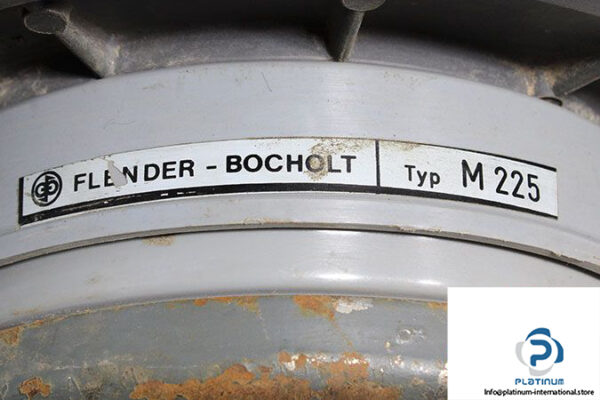 FLENDER - BOCHOLT Typ M 225
PLATINUM
Info@platinum-international.store